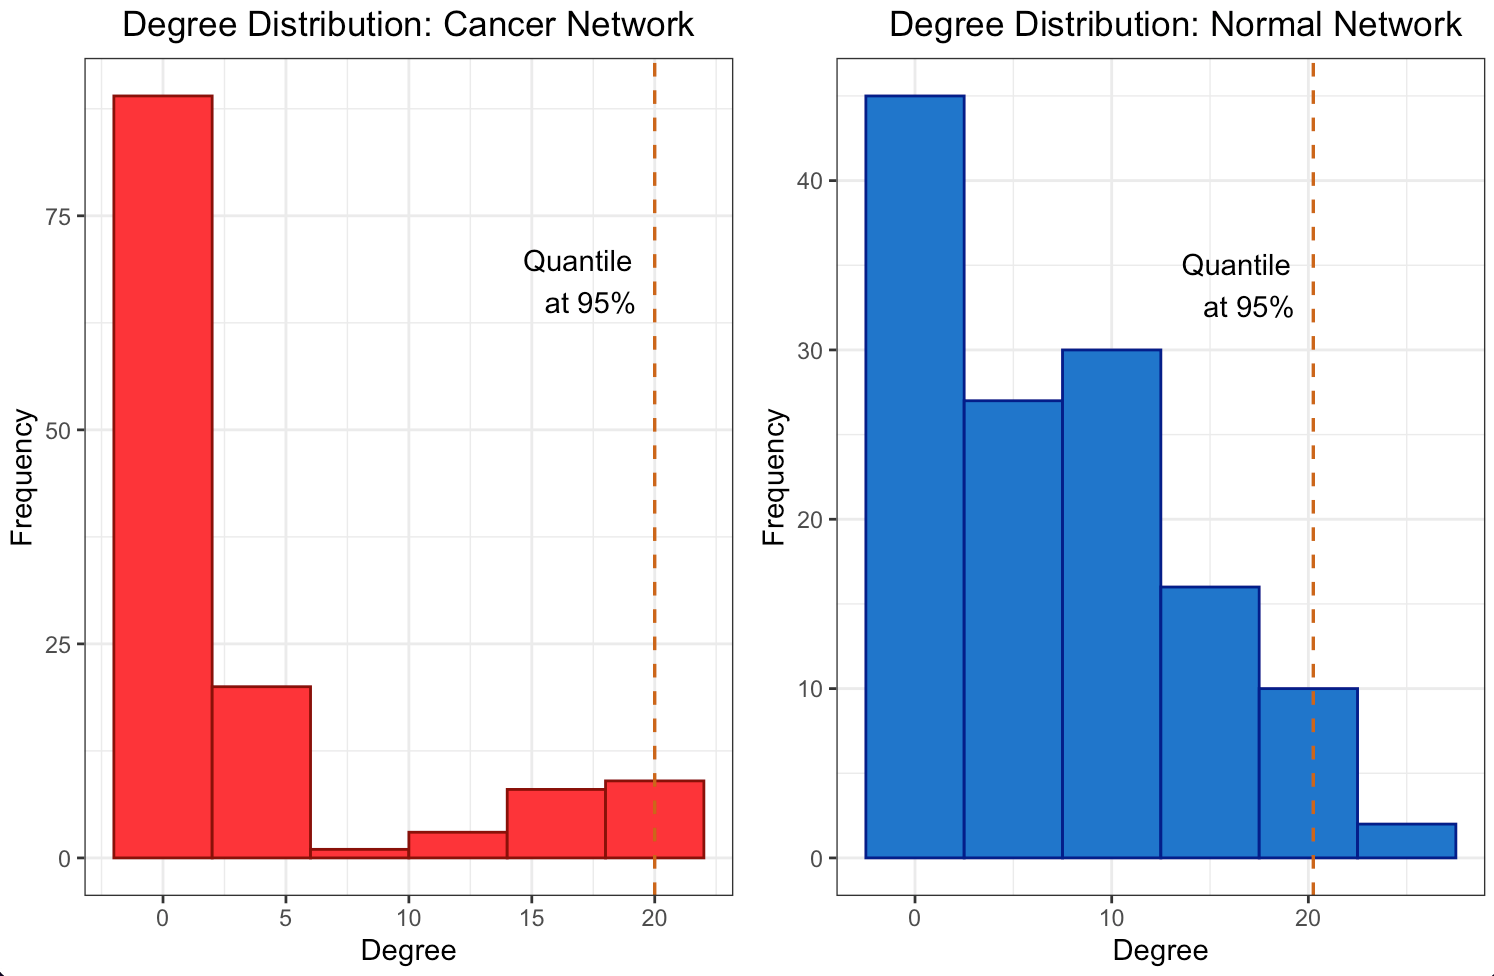 Degree Distribution: Cancer Network
Frequency
75
50
25
0
Quantile
at 95%
0 5 10 15 20
Degree
Degree Distribution: Normal Network
Frequency
40
30
20
10
0
Quantile
at 95%
0 10 20
Degree